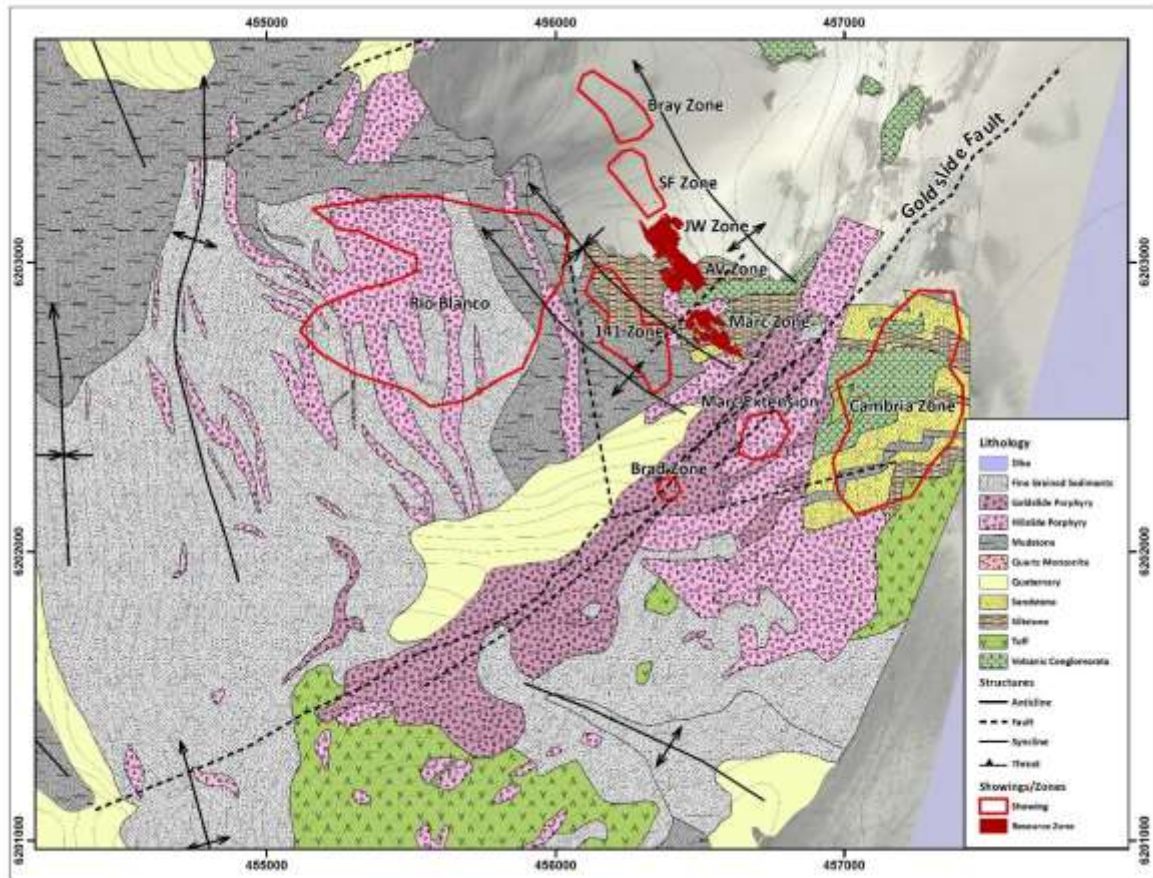 455000 456000 457000
Bray Zone
Goldslide Fault
SF Zone
JW Zone
6203000
6203000
AV Zone
Rio Blanco
141 Zone
Marc Zone
Marc Extension
Cambria Zone
Brad Zone
Lithology
Dike
Fine Grained Sediments
Goldslide Porphyry
Hillside Porphyry
Mudstone
Quartz Monzonite
Quaternary
Sandstone
Siltstone
Tuff
Volcanic Conglomerate
Structures
Anticline
Fault
Syncline
Thrust
Showings/Zones
Showing
Resource Zone
6202000
6202000
6201000
6201000
455000 456000 457000